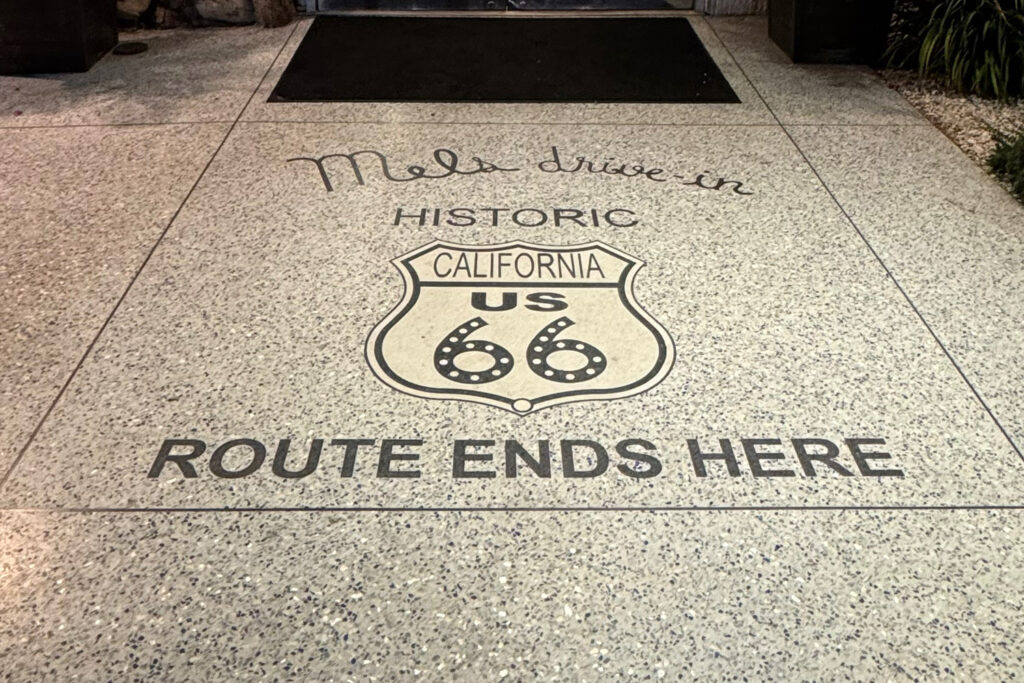 Mels drive-in
HISTORIC
CALIFORNIA
US
66
ROUTE ENDS HERE